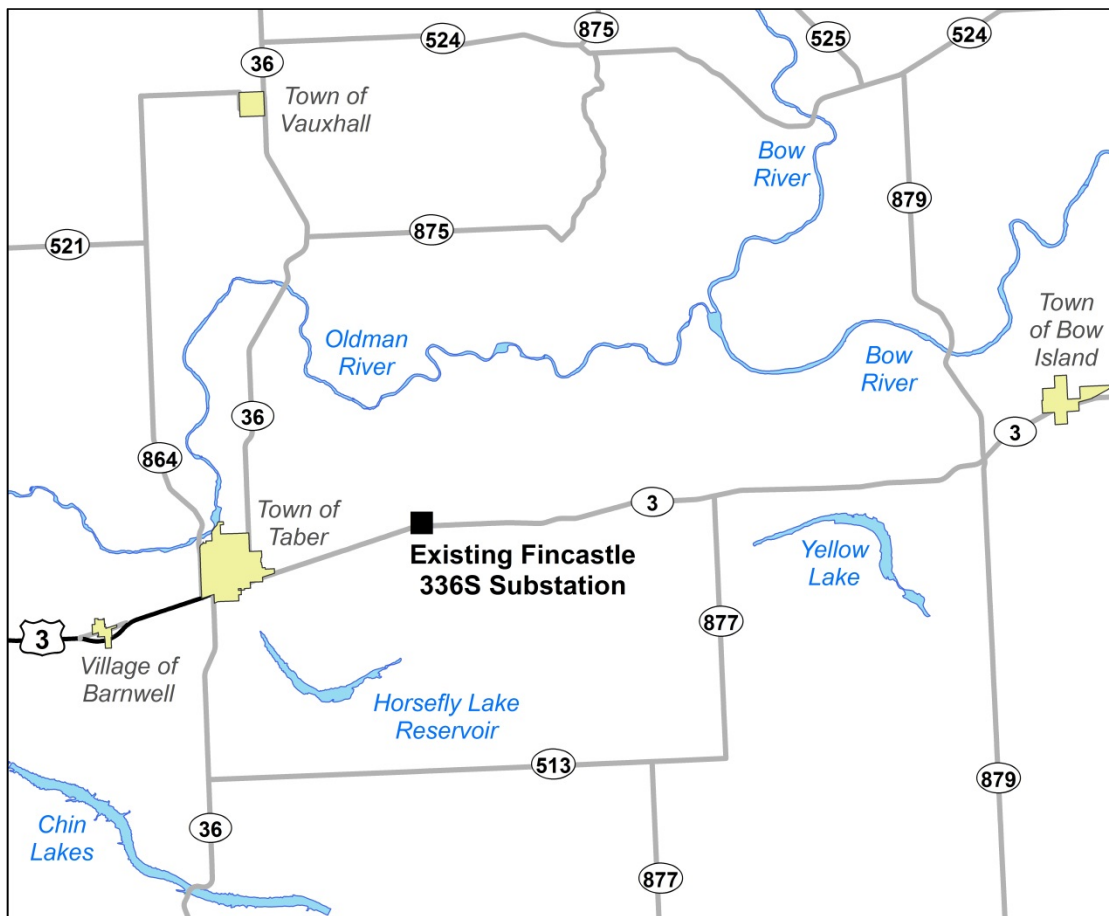 524
875
525
524
36
Town of
Vauxhall
Bow
River
879
521
875
Town
of Bow
Island
Oldman
River
Bow
River
36
3
864
Town of
Taber
3
Existing Fincastle
336S Substation
Yellow
Lake
877
3
Village of
Barnwell
Horsefly Lake
Reservoir
513
879
Chin
Lakes
36
877